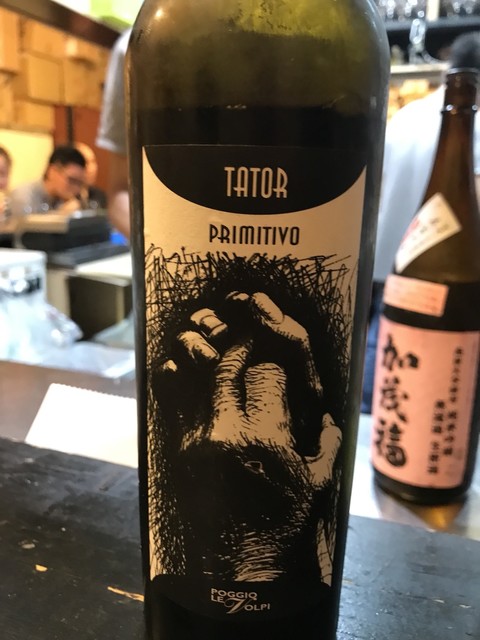 TATOR
PRIMITIVO
POGGIO
LE VOLPI
加茂福